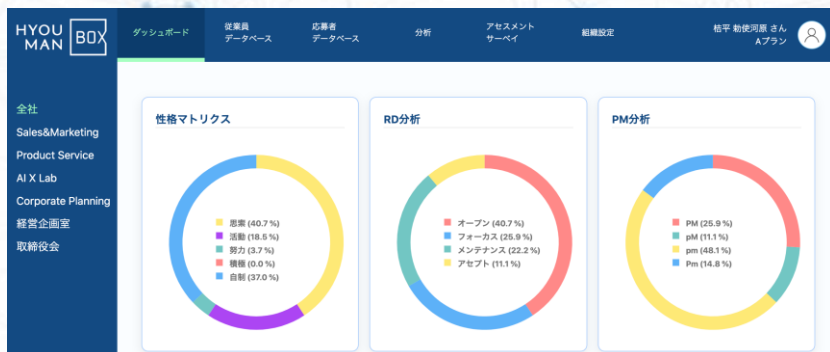 HYOU
MAN BOX
ダッシュボード
従業員
データベース
応募者
データベース
分析
アセスメント
サーベイ
組織設定
桔平 勅使河原 さん
Aプラン
全社
Sales&Marketing
Product Service
AI X Lab
Corporate Planning
経営企画室
取締役会
性格マトリクス
思索 (40.7 %)
活動 (18.5 %)
努力 (3.7 %)
積極 (0.0 %)
自制 (37.0 %)
RD分析
オープン (40.7 %)
フォーカス (25.9 %)
メンテナンス (22.2 %)
アセプト (11.1 %)
PM分析
PM (25.9 %)
pM (11.1 %)
pm (48.1 %)
Pm (14.8 %)